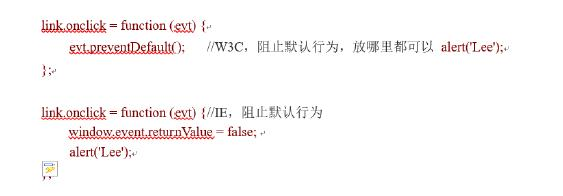 link.onclick = function (evt) {
evt.preventDefault(); //W3C，阻止默认行为，放哪里都可以 alert('Lee');
};
link.onclick = function (evt) {//IE，阻止默认行为
window.event.returnValue = false;
alert('Lee');